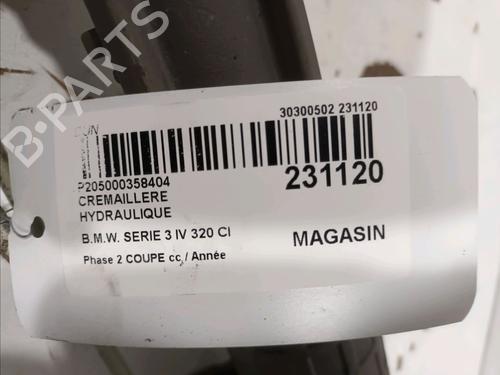 B-PARTS
30300502 231120
P205000358404
231120
CREMAILLERE
HYDRAULIQUE
B.M.W. SERIE 3 IV 320 CI
MAGASIN
Phase 2 COUPE cc / Année